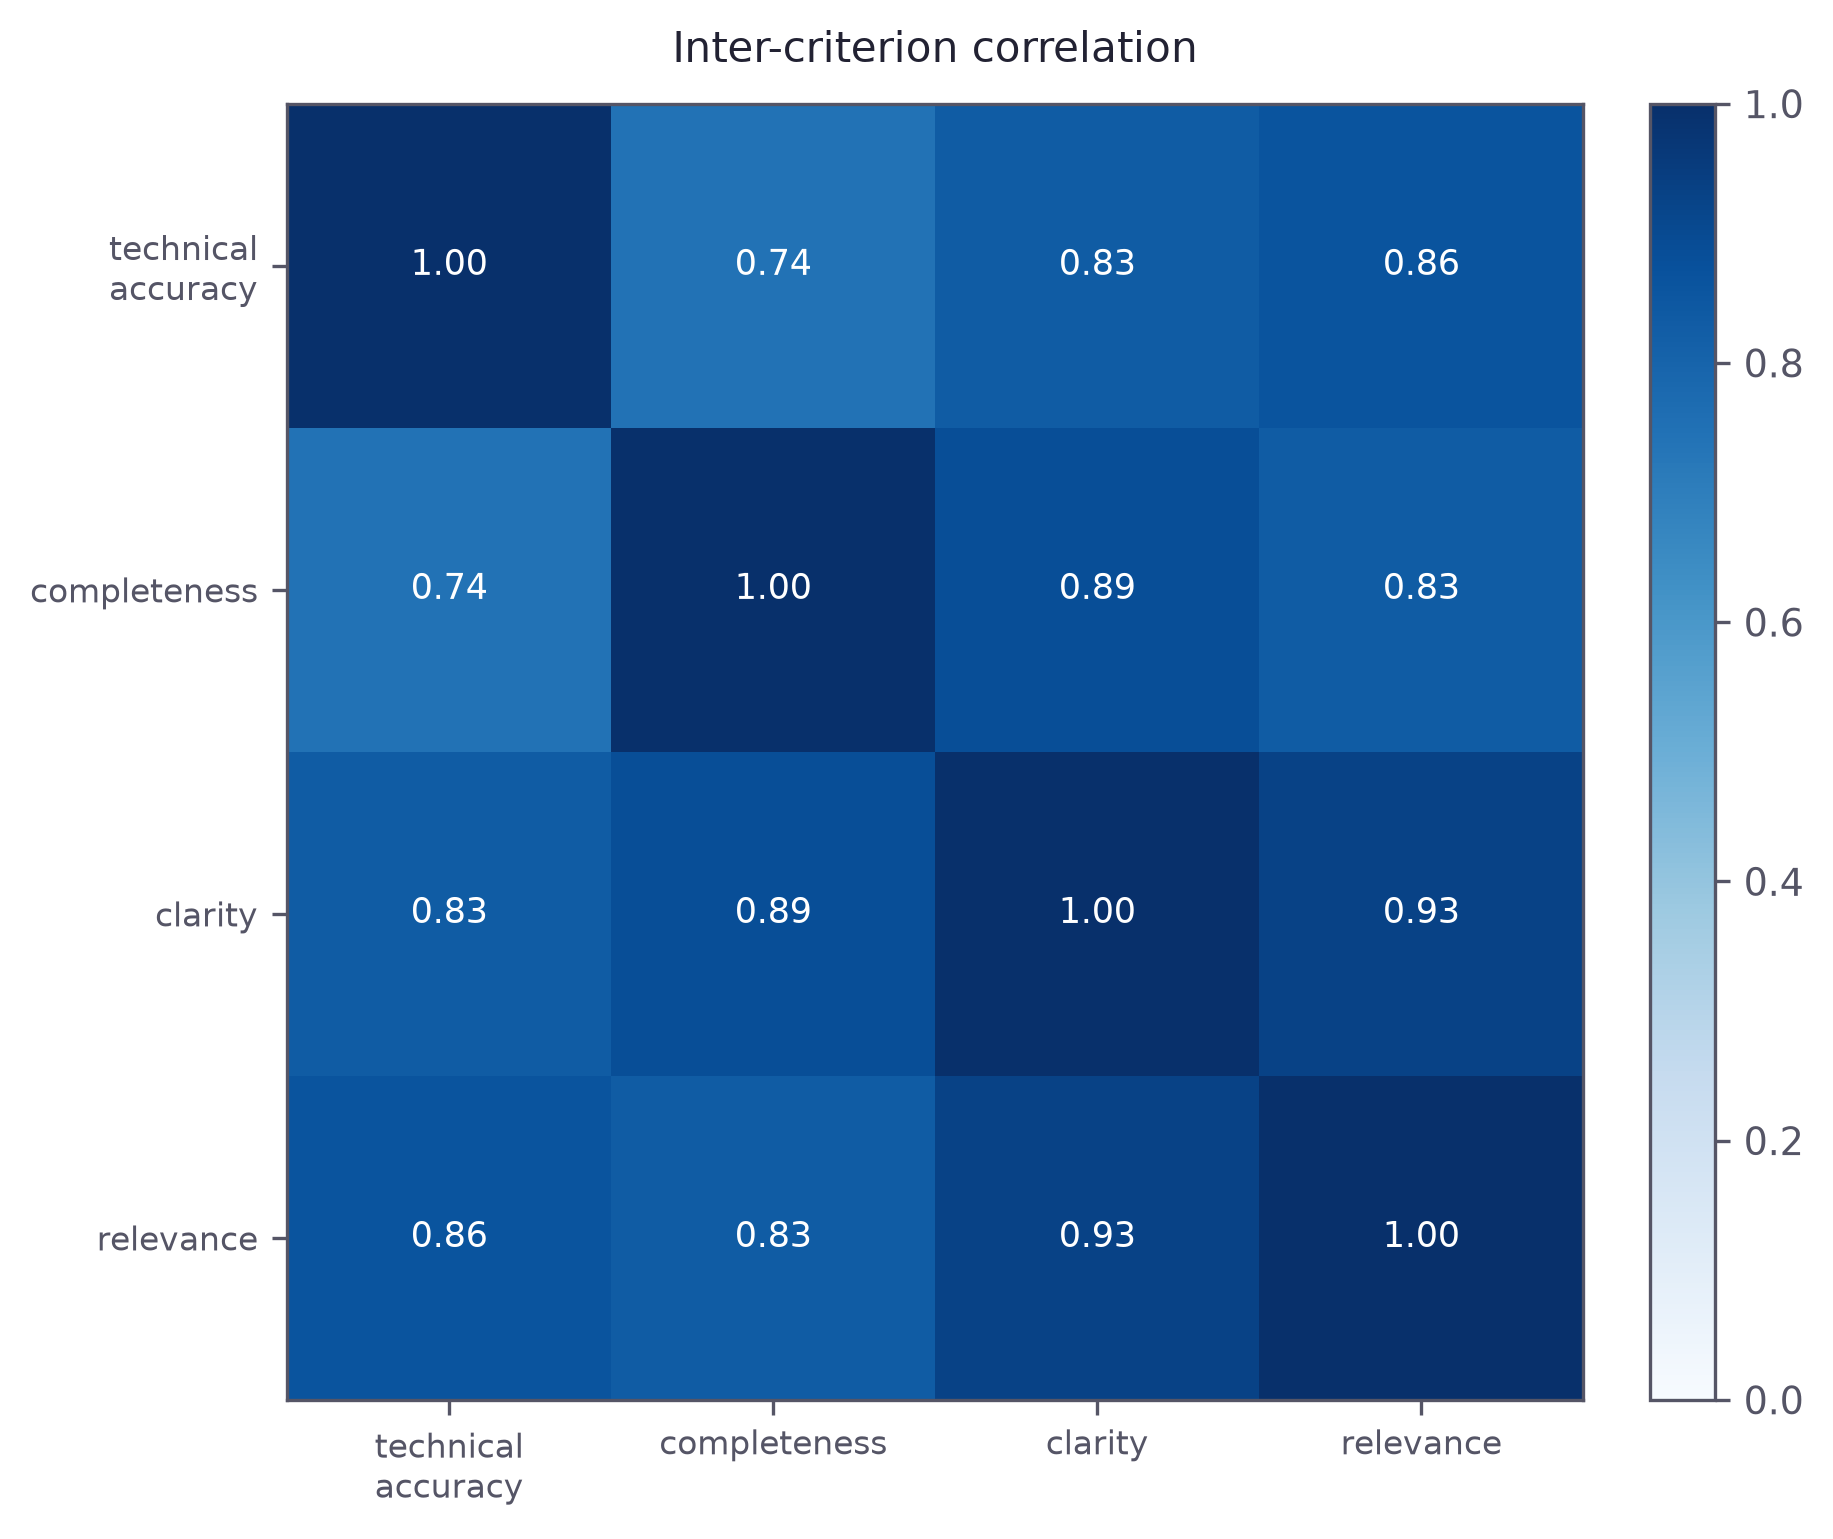 Inter-criterion correlation
technical
accuracy
1.00 0.74 0.83 0.86
completeness
0.74 1.00 0.89 0.83
clarity
0.83 0.89 1.00 0.93
relevance
0.86 0.83 0.93 1.00
technical
accuracy
completeness
clarity
relevance
1.0
0.8
0.6
0.4
0.2
0.0